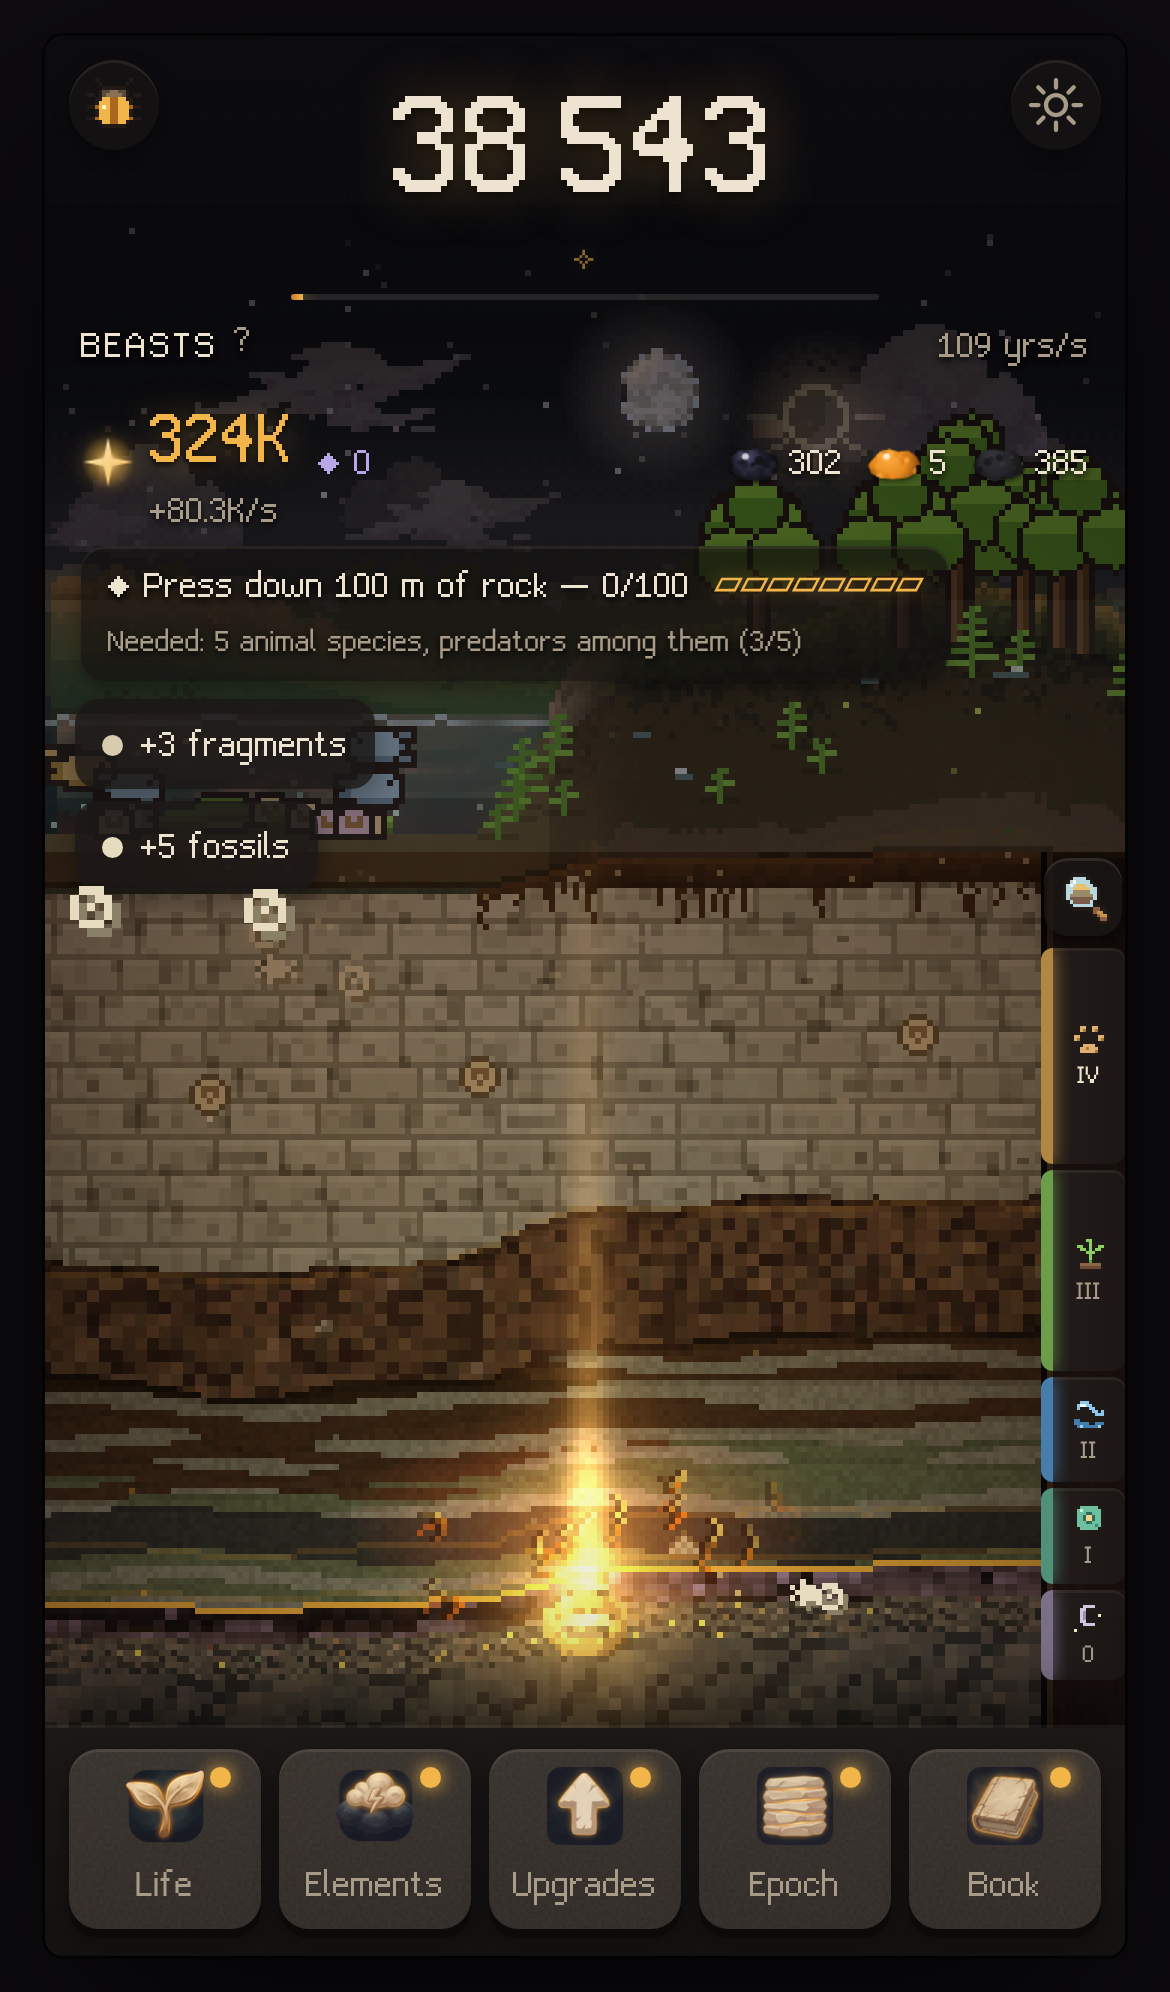 38 543
BEASTS ?
109 yrs/s
324K
0
302
5
385
+80.3K/s
Press down 100 m of rock — 0/100
Needed: 5 animal species, predators among them (3/5)
+3 fragments
+5 fossils
IV
III
II
I
0
Life
Elements
Upgrades
Epoch
Book